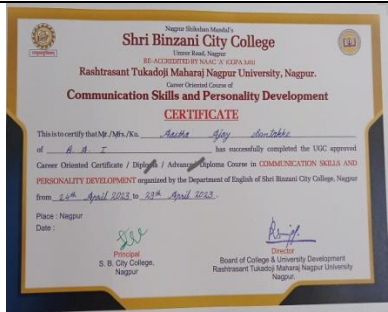 Nagpur Shikshan Mandal's
Shri Binzani City College
Umrer Road, Nagpur
RE-ACCREDITED BY NAAC 'A' (CGPA 3.01)
Rashtrasant Tukadoji Maharaj Nagpur University, Nagpur.
Career Oriented Course of
Communication Skills and Personality Development
CERTIFICATE
This is to certify that Mr./Mrs./Ku. Aastha Ajay
of B. A. I has successfully completed the UGC approved
Career Oriented Certificate / Diploma / Advanced Diploma Course in COMMUNICATION SKILLS AND
PERSONALITY DEVELOPMENT organized by the Department of English of Shri Binzani City College, Nagpur
from 24th April 2023 to 29th April 2023.
Place : Nagpur
Date :
Principal
S. B. City College,
Nagpur
Director
Board of College & University Development
Rashtrasant Tukadoji Maharaj Nagpur University
Nagpur.